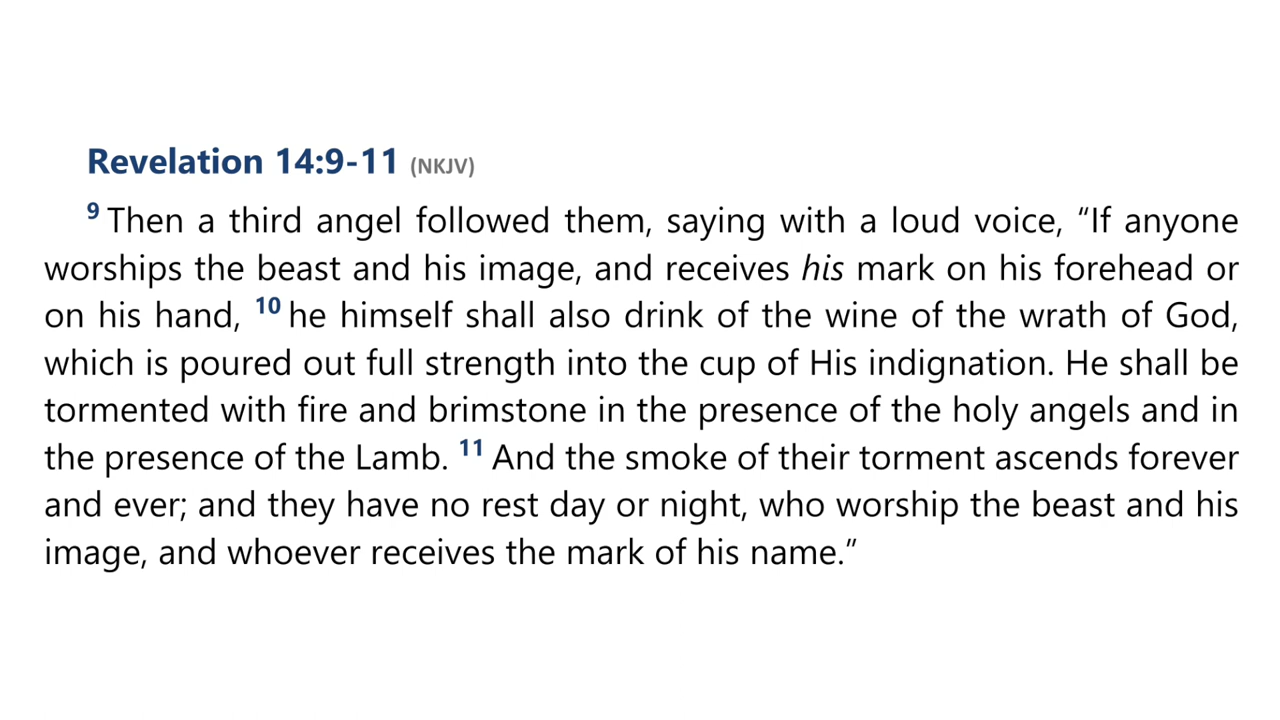 Revelation 14:9-11 (NKJV)
9 Then a third angel followed them, saying with a loud voice, “If anyone
worships the beast and his image, and receives his mark on his forehead or
on his hand, 10 he himself shall also drink of the wine of the wrath of God,
which is poured out full strength into the cup of His indignation. He shall be
tormented with fire and brimstone in the presence of the holy angels and in
the presence of the Lamb. 11 And the smoke of their torment ascends forever
and ever; and they have no rest day or night, who worship the beast and his
image, and whoever receives the mark of his name.”